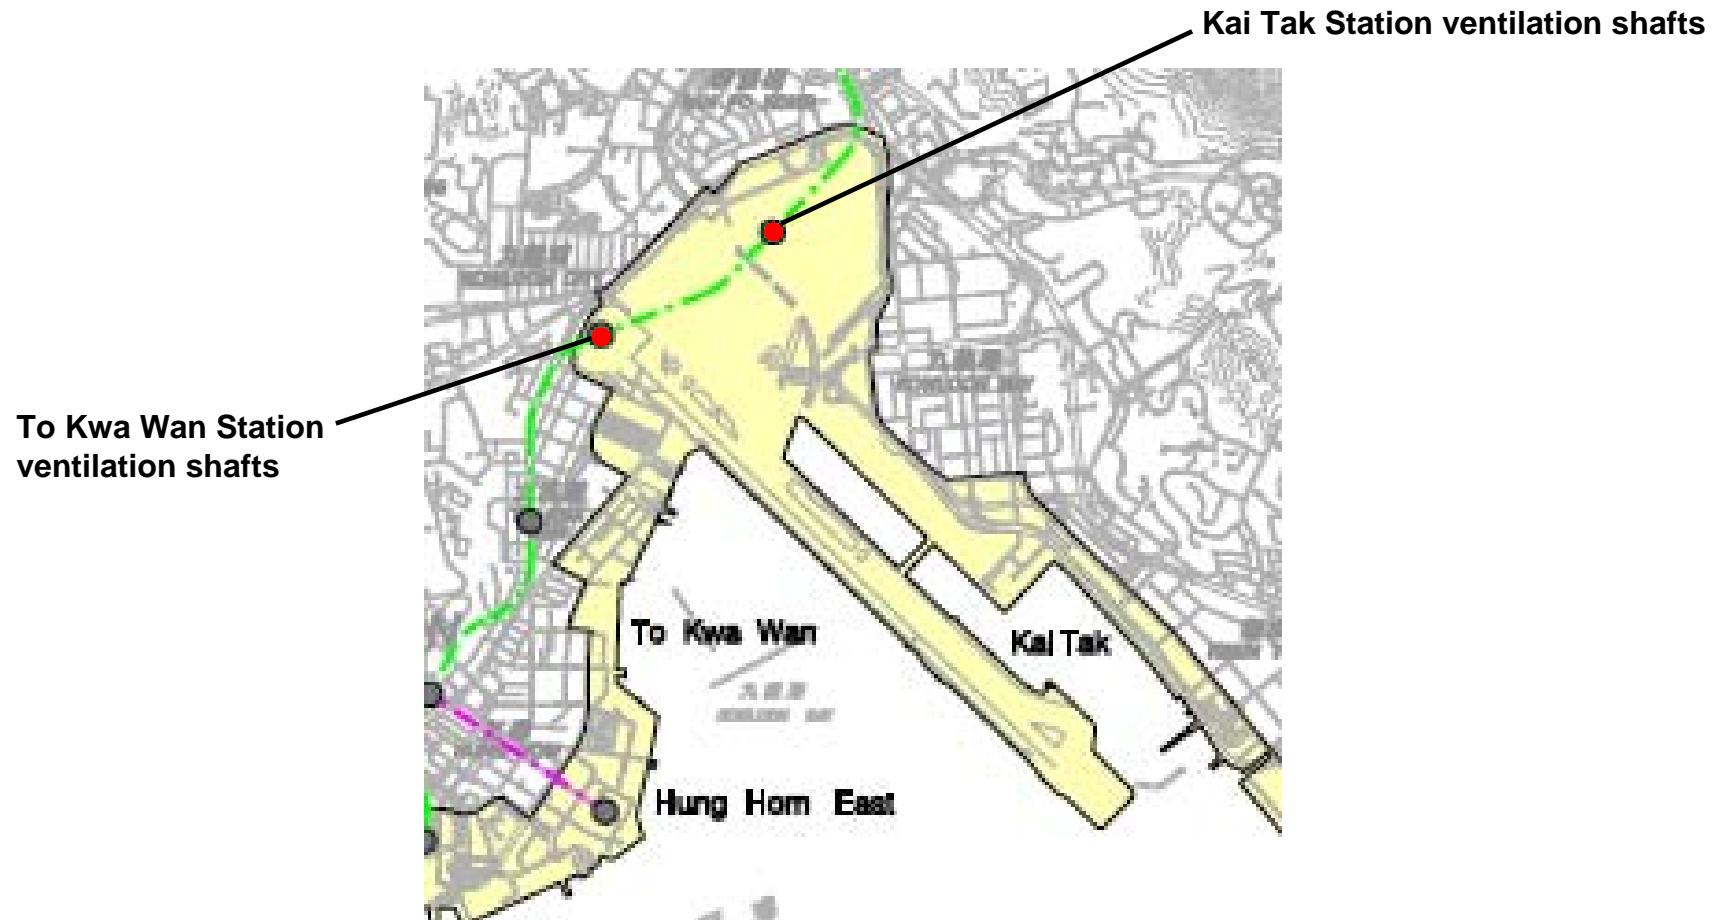 Kai Tak Station ventilation shafts
To Kwa Wan Station
ventilation shafts
To Kwa Wan
Kai Tak
Hung Hom East